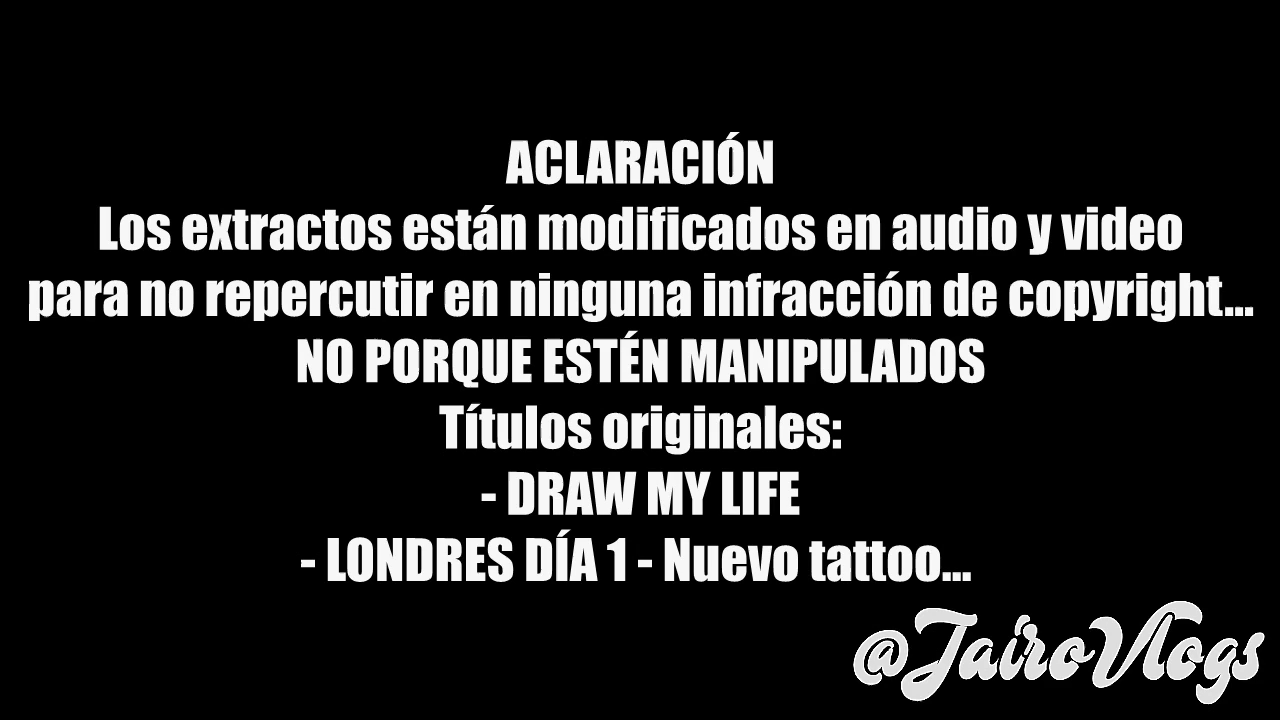 ACLARACIÓN
Los extractos están modificados en audio y video
para no repercutir en ninguna infracción de copyright...
NO PORQUE ESTÉN MANIPULADOS
Títulos originales:
- DRAW MY LIFE
- LONDRES DÍA 1 - Nuevo tattoo...
@JairoVlogs